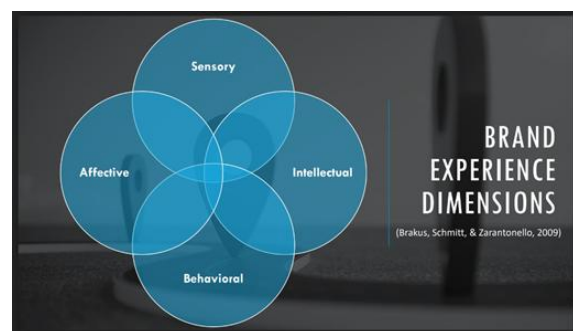 Sensory
Affective
Intellectual
Behavioral
BRAND
EXPERIENCE
DIMENSIONS
(Brakus, Schmitt, & Zarantonello, 2009)